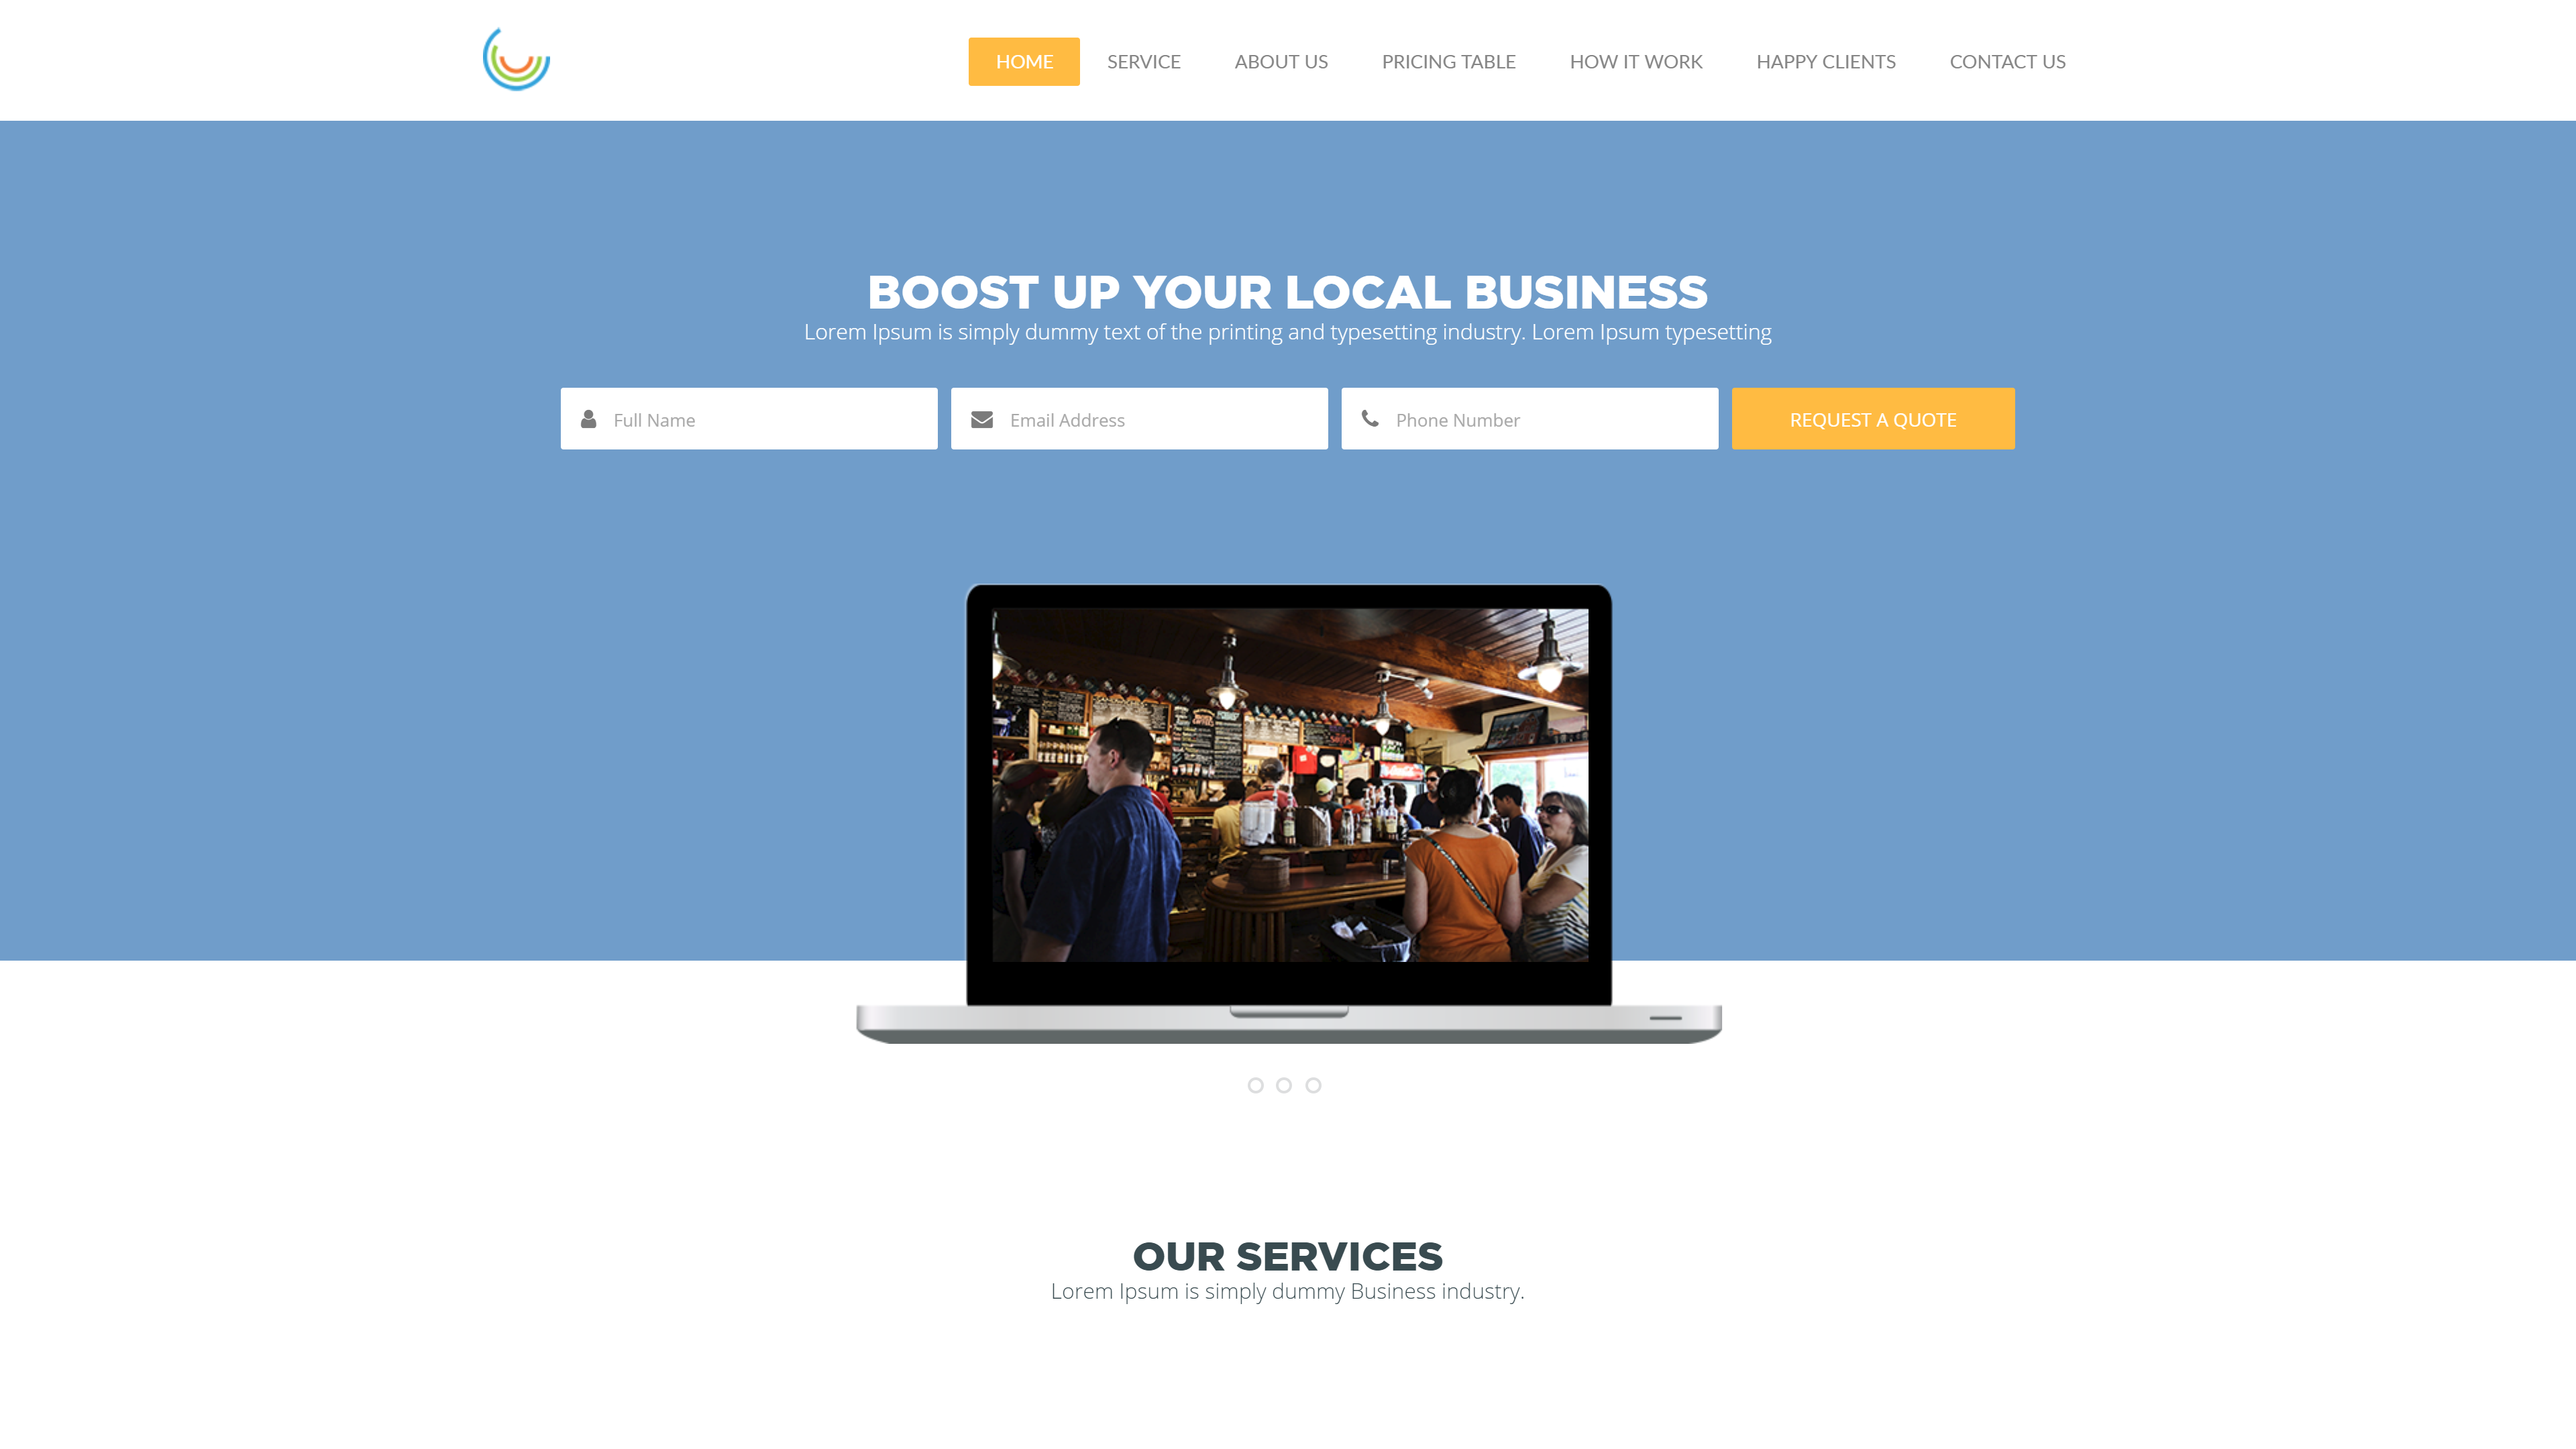 HOME SERVICE ABOUT US PRICING TABLE HOW IT WORK HAPPY CLIENTS CONTACT US
BOOST UP YOUR LOCAL BUSINESS
Lorem Ipsum is simply dummy text of the printing and typesetting industry. Lorem Ipsum typesetting
Full Name Email Address Phone Number REQUEST A QUOTE
OUR SERVICES
Lorem Ipsum is simply dummy Business industry.